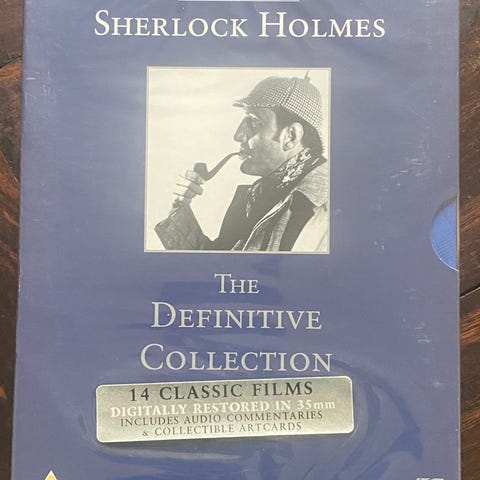 SHERLOCK HOLMES
THE
DEFINITIVE
COLLECTION
14 CLASSIC FILMS
DIGITALLY RESTORED IN 35mm
INCLUDES AUDIO COMMENTARIES
& COLLECTIBLE ARTCARDS